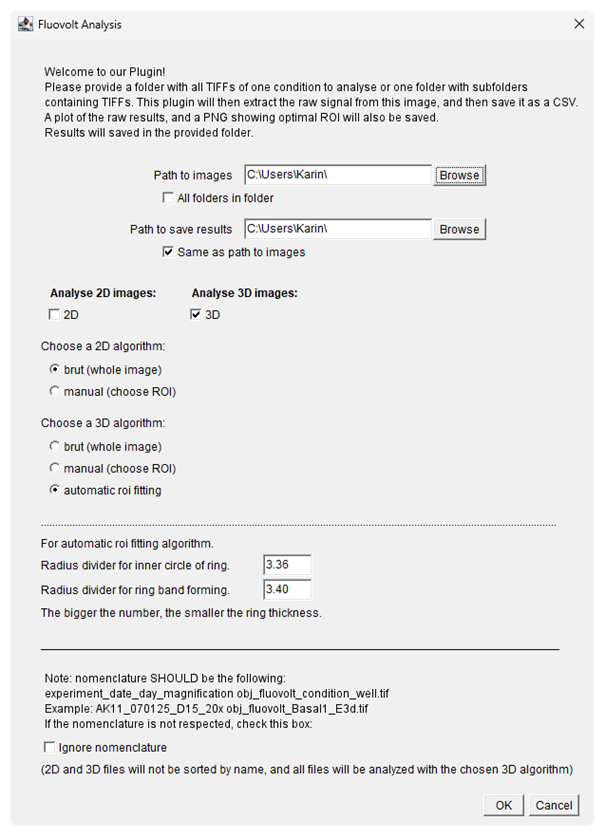 Fluovolt Analysis
Welcome to our Plugin!
Please provide a folder with all TIFFs of one condition to analyse or one folder with subfolders
containing TIFFs. This plugin will then extract the raw signal from this image, and then save it as a CSV.
A plot of the raw results, and a PNG showing optimal ROI will also be saved.
Results will saved in the provided folder.
Path to images C:\Users\Karin\ Browse
All folders in folder
Path to save results C:\Users\Karin\ Browse
Same as path to images
Analyse 2D images: Analyse 3D images:
2D 3D
Choose a 2D algorithm:
brut (whole image)
manual (choose ROI)
Choose a 3D algorithm:
brut (whole image)
manual (choose ROI)
automatic roi fitting
For automatic roi fitting algorithm.
Radius divider for inner circle of ring. 3.36
Radius divider for ring band forming. 3.40
The bigger the number, the smaller the ring thickness.
Note: nomenclature SHOULD be the following:
experiment_date_day_magnification obj_fluovolt_condition_well.tif
Example: AK11_070125_D15_20x obj_fluovolt_Basal1_E3d.tif
If the nomenclature is not respected, check this box:
Ignore nomenclature
(2D and 3D files will not be sorted by name, and all files will be analyzed with the chosen 3D algorithm)
OK Cancel